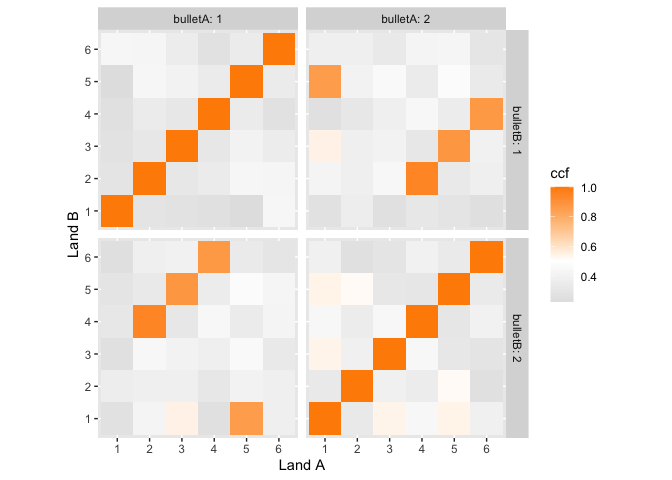 bulletA: 1
bulletA: 2
6
5
4
3
2
1
bulletB: 1
6
5
4
3
2
1
bulletB: 2
Land B
1 2 3 4 5 6
1 2 3 4 5 6
Land A
ccf
1.0
0.8
0.6
0.4